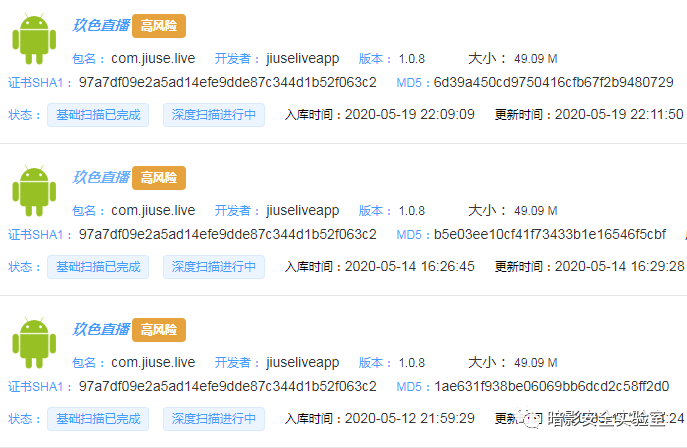 玖色直播 高风险
包名： com.jiuse.live 开发者： jiuseliveapp 版本： 1.0.8 大小： 49.09 M
证书SHA1： 97a7df09e2a5ad14efe9dde87c344d1b52f063c2 MD5：6d39a450cd9750416cfb67f2b9480729
状态： 基础扫描已完成 深度扫描进行中 入库时间：2020-05-19 22:09:09 更新时间：2020-05-19 22:11:50
玖色直播 高风险
包名： com.jiuse.live 开发者： jiuseliveapp 版本： 1.0.8 大小： 49.09 M
证书SHA1： 97a7df09e2a5ad14efe9dde87c344d1b52f063c2 MD5：b5e03ee10cf41f73433b1e16546f5cbf
状态： 基础扫描已完成 深度扫描进行中 入库时间：2020-05-14 16:26:45 更新时间：2020-05-14 16:29:28
玖色直播 高风险
包名： com.jiuse.live 开发者： jiuseliveapp 版本： 1.0.8 大小： 49.09 M
证书SHA1： 97a7df09e2a5ad14efe9dde87c344d1b52f063c2 MD5：1ae631f938be06069bb6dcd2c58ff2d0
状态： 基础扫描已完成 深度扫描进行中 入库时间：2020-05-12 21:59:29 :24
暗影安全实验室